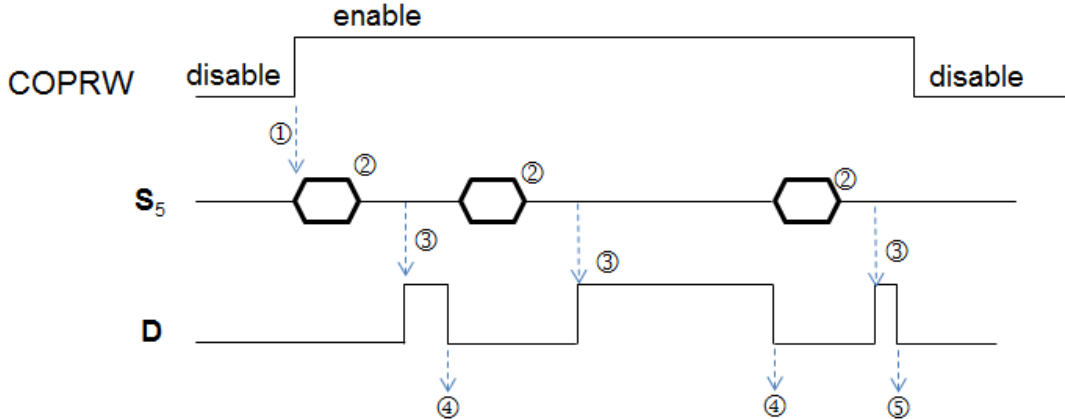 enable
COPRW disable disable
①
② ② ②
S₅
③ ③ ③
D
④ ④ ⑤